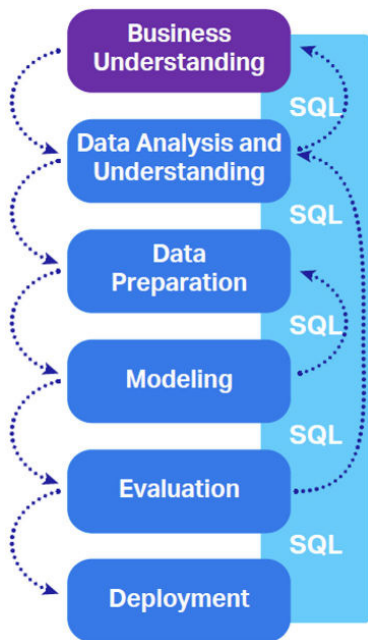 Business
Understanding
SQL
Data Analysis and
Understanding
SQL
Data
Preparation
SQL
Modeling
SQL
Evaluation
SQL
Deployment